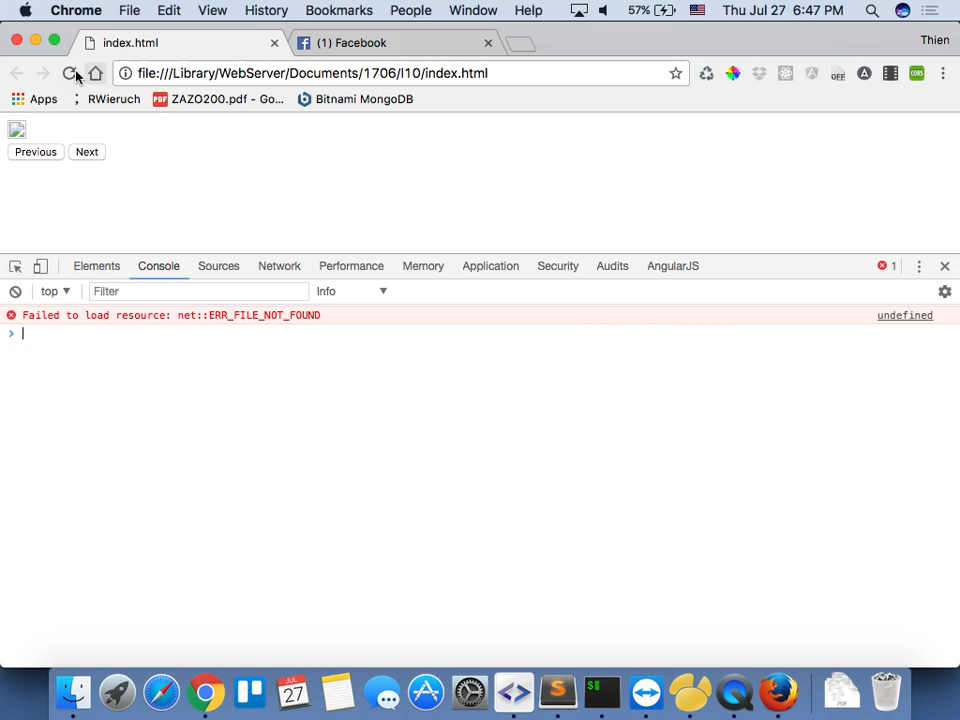 Chrome File Edit View History Bookmarks People Window Help 57% Thu Jul 27 6:47 PM
index.html (1) Facebook Thien
file:///Library/WebServer/Documents/1706/l10/index.html OFF A CORS
Apps ; RWieruch PDF ZAZO200.pdf - Go... Bitnami MongoDB
Previous Next
Elements Console Sources Network Performance Memory Application Security Audits AngularJS 1
top Filter Info
Failed to load resource: net::ERR_FILE_NOT_FOUND undefined
JUL
27